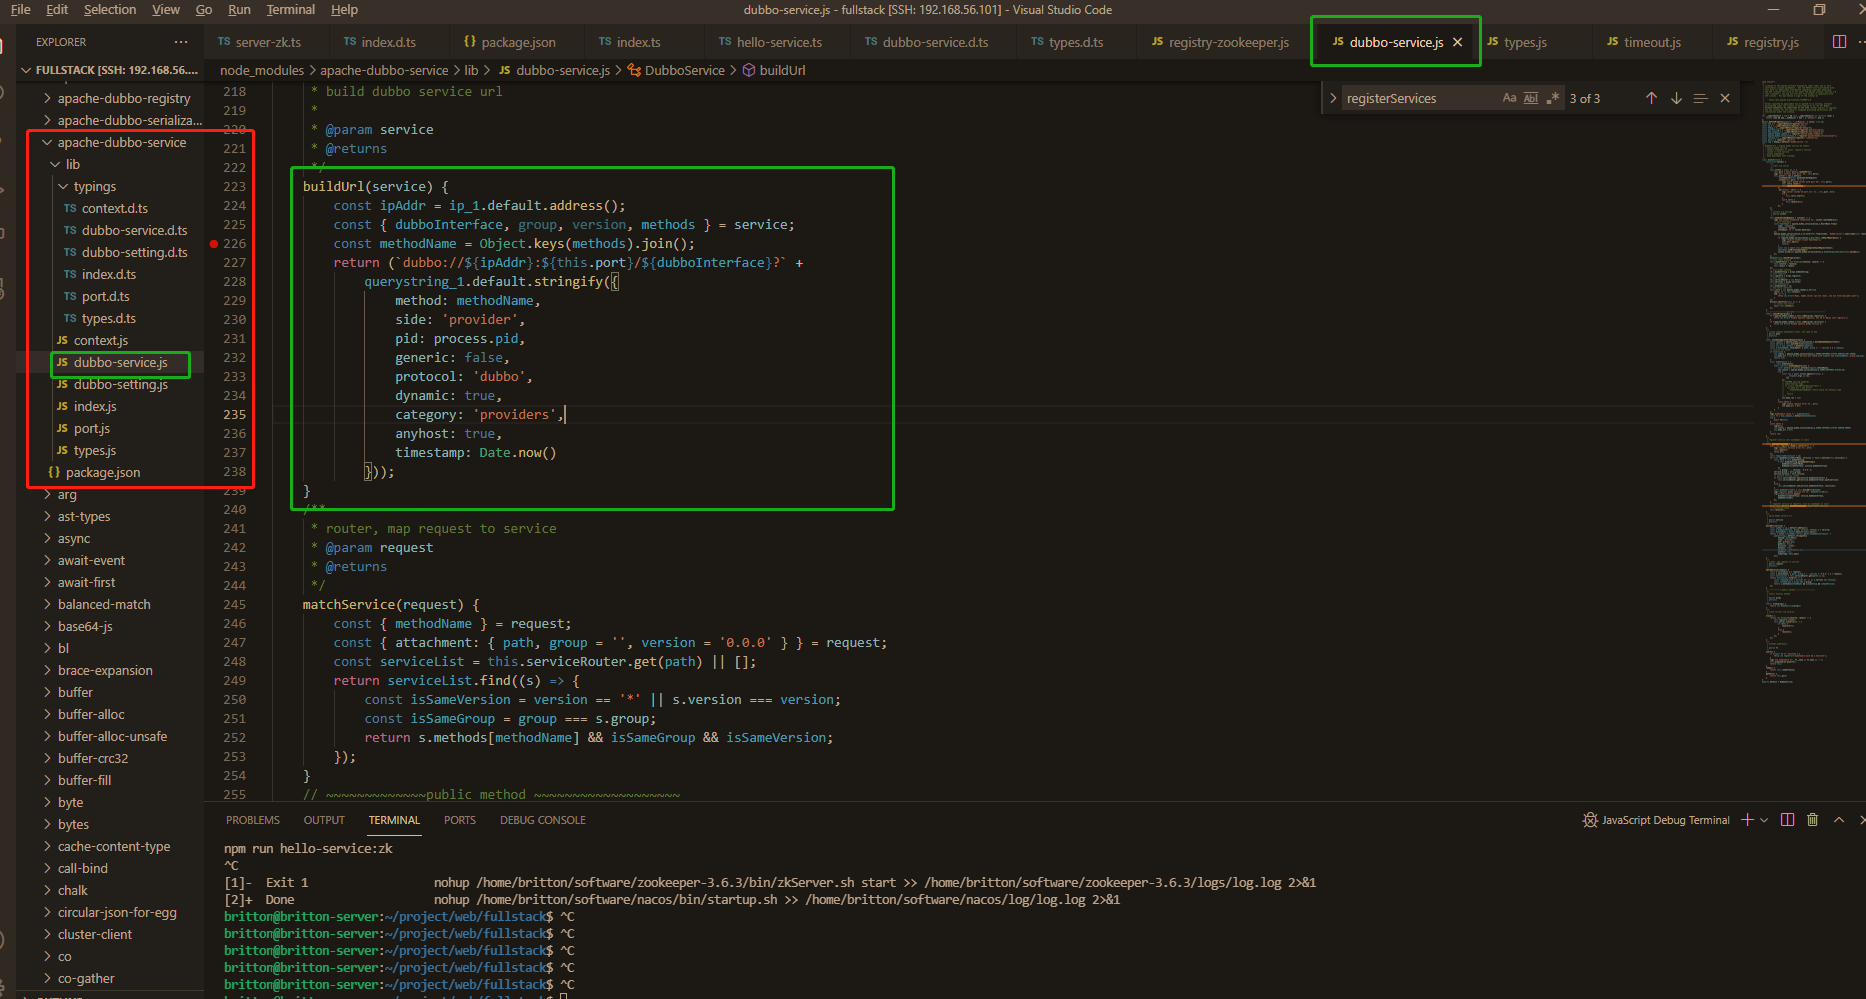 File Edit Selection View Go Run Terminal Help
dubbo-service.js - fullstack [SSH: 192.168.56.101] - Visual Studio Code
EXPLORER ...
TS server-zk.ts
TS index.d.ts
{} package.json
TS index.ts
TS hello-service.ts
TS dubbo-service.d.ts
TS types.d.ts
JS registry-zookeeper.js
JS dubbo-service.js
JS types.js
JS timeout.js
JS registry.js
FULLSTACK [SSH: 192.168.56....
node_modules > apache-dubbo-service > lib > JS dubbo-service.js > DubboService > buildUrl
registerServices Aa Abl .* 3 of 3
apache-dubbo-registry
apache-dubbo-serializa...
apache-dubbo-service
lib
typings
TS context.d.ts
TS dubbo-service.d.ts
TS dubbo-setting.d.ts
TS index.d.ts
TS port.d.ts
TS types.d.ts
JS context.js
JS dubbo-service.js
JS dubbo-setting.js
JS index.js
JS port.js
JS types.js
{} package.json
arg
ast-types
async
await-event
await-first
balanced-match
base64-js
bl
brace-expansion
buffer
buffer-alloc
buffer-alloc-unsafe
buffer-crc32
buffer-fill
byte
bytes
cache-content-type
call-bind
chalk
circular-json-for-egg
cluster-client
co
co-gather
218 * build dubbo service url
219 *
220 * @param service
221 * @returns
222 */
223 buildUrl(service) {
224 const ipAddr = ip_1.default.address();
225 const { dubboInterface, group, version, methods } = service;
226 const methodName = Object.keys(methods).join();
227 return (`dubbo://${ipAddr}:${this.port}/${dubboInterface}?` +
228 querystring_1.default.stringify({
229 method: methodName,
230 side: 'provider',
231 pid: process.pid,
232 generic: false,
233 protocol: 'dubbo',
234 dynamic: true,
235 category: 'providers',
236 anyhost: true,
237 timestamp: Date.now()
238 }));
239 }
240 /**
241 * router, map request to service
242 * @param request
243 * @returns
244 */
245 matchService(request) {
246 const { methodName } = request;
247 const { attachment: { path, group = '', version = '0.0.0' } } = request;
248 const serviceList = this.serviceRouter.get(path) || [];
249 return serviceList.find((s) => {
250 const isSameVersion = version == '*' || s.version === version;
251 const isSameGroup = group === s.group;
252 return s.methods[methodName] && isSameGroup && isSameVersion;
253 });
254 }
255 // ~~~~~~~~~~~~~public method ~~~~~~~~~~~~~~~~~~~
PROBLEMS OUTPUT TERMINAL PORTS DEBUG CONSOLE
JavaScript Debug Terminal
npm run hello-service:zk
^C
[1]- Exit 1 nohup /home/britton/software/zookeeper-3.6.3/bin/zkServer.sh start >> /home/britton/software/zookeeper-3.6.3/logs/log.log 2>&1
[2]+ Done nohup /home/britton/software/nacos/bin/startup.sh >> /home/britton/software/nacos/log/log.log 2>&1
britton@britton-server:~/project/web/fullstack$ ^C
britton@britton-server:~/project/web/fullstack$ ^C
britton@britton-server:~/project/web/fullstack$ ^C
britton@britton-server:~/project/web/fullstack$ ^C
britton@britton-server:~/project/web/fullstack$ ^C